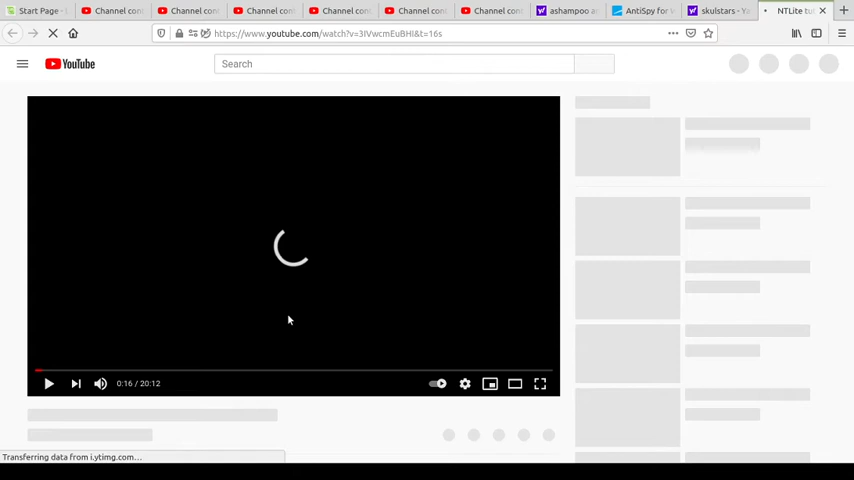 Start Page - L
Channel con
Channel con
Channel con
Channel con
Channel con
Channel con
ashampoo as
AntiSpy for W
skulstars - Ya
NTLite tu
https://www.youtube.com/watch?v=3IVwcmEuBHI&t=16s
YouTube
Search
0:16 / 20:12
Transferring data from i.ytimg.com…